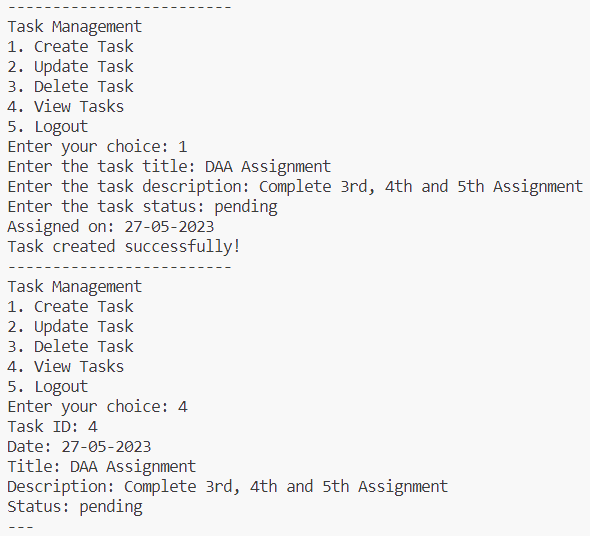 -------------------------
Task Management
1. Create Task
2. Update Task
3. Delete Task
4. View Tasks
5. Logout
Enter your choice: 1
Enter the task title: DAA Assignment
Enter the task description: Complete 3rd, 4th and 5th Assignment
Enter the task status: pending
Assigned on: 27-05-2023
Task created successfully!
-------------------------
Task Management
1. Create Task
2. Update Task
3. Delete Task
4. View Tasks
5. Logout
Enter your choice: 4
Task ID: 4
Date: 27-05-2023
Title: DAA Assignment
Description: Complete 3rd, 4th and 5th Assignment
Status: pending
---